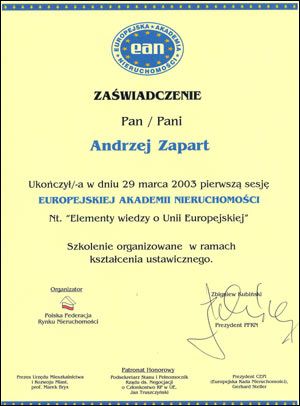 EUROPEJSKA AKADEMIA
ean
NIERUCHOMOŚCI
ZAŚWIADCZENIE
Pan / Pani
Andrzej Zapart
Ukończył/-a w dniu 29 marca 2003 pierwszą sesję
EUROPEJSKIEJ AKADEMII NIERUCHOMOŚCI
Nt. "Elementy wiedzy o Unii Europejskiej"
Szkolenie organizowane w ramach
kształcenia ustawicznego.
Organizator
Polska Federacja
Rynku Nieruchomości
Zbigniew Kubiński
Prezydent PFRN
Patronat Honorowy
Prezes Urzędu Mieszkalnictwa
i Rozwoju Miast
prof. Marek Bryx
Podsekretarz Stanu i Pełnomocnik
Rządu ds. Negocjacji
o Członkostwo RP w UE,
Jan Truszczyński
Prezydent CEPI
(Europejska Rada Nieruchomości),
Gerhard Steller